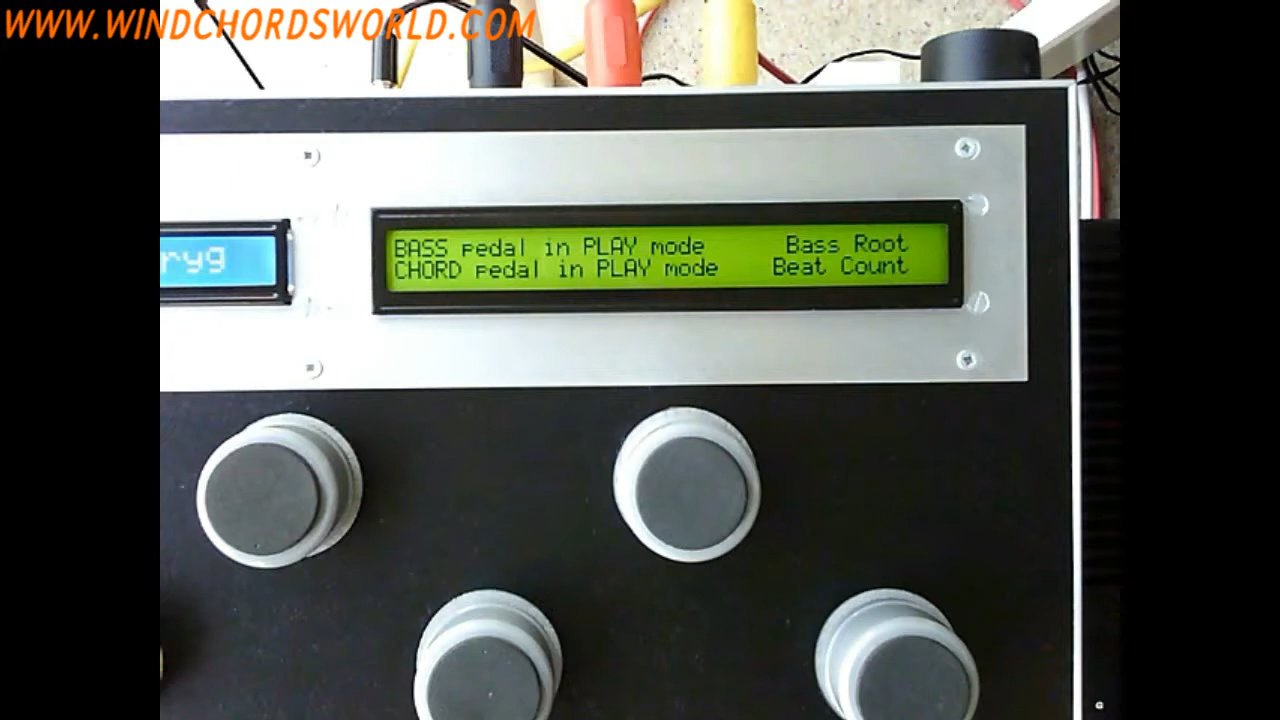 WWW.WINDCHORDSWORLD.COM
ryg
BASS pedal in PLAY mode Bass Root
CHORD pedal in PLAY mode Beat Count
G